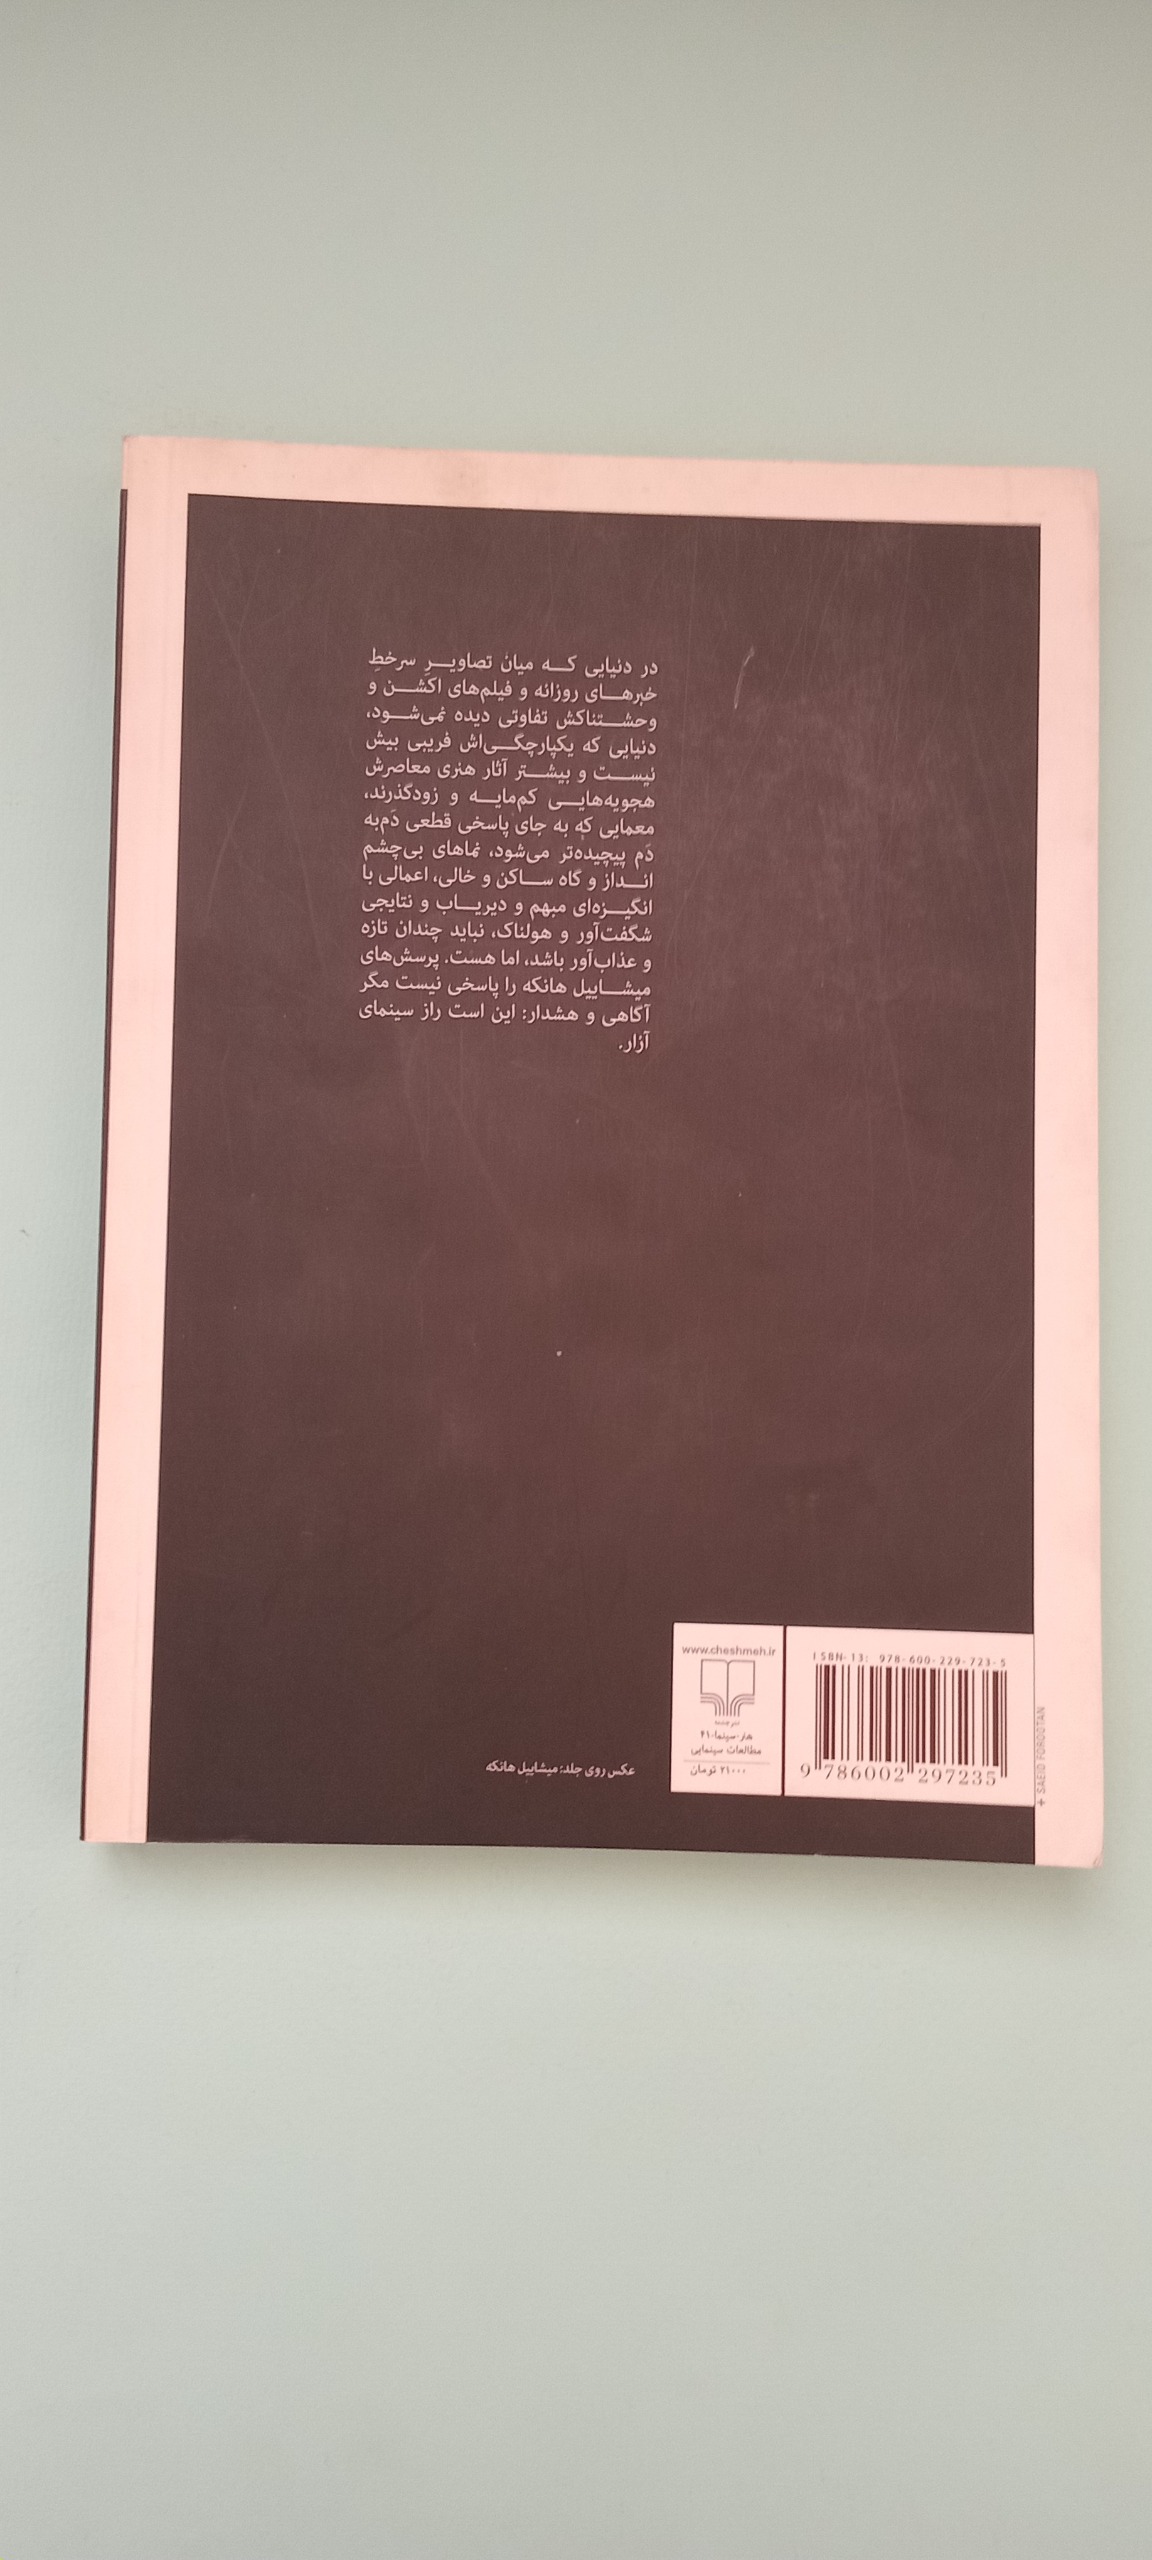 در دنیایی که میان تصاویرِ سرخطِ
خبرهای روزانه و فیلم‌های اکشن و
وحشتناکش تفاوتی دیده نمی‌شود،
دنیایی که یکپارچگی‌اش فریبی بیش
نیست و بیشتر آثار هنری معاصرش
هجویه‌هایی کم‌مایه و زودگذرند،
معمایی که به جای پاسخی قطعی دَم‌به
دَم پیچیده‌تر می‌شود، نماهای بی‌چشم
انداز و گاه ساکن و خالی، اعمالی با
انگیزه‌ای مبهم و دیریاب و نتایجی
شگفت‌آور و هولناک، نباید چندان تازه
و عذاب‌آور باشد، اما هست. پرسش‌های
میشاییل هانکه را پاسخی نیست مگر
آگاهی و هشدار: این است راز سینمای
آزار.
www.cheshmeh.ir
نشرچشمه
هنر-سینما-۴۱
مطالعات سینمایی
۲۱۰۰۰ تومان
ISBN-13: 978-600-229-723-5
9 786002 297235
+ SAEID FOROOTAN
عکس روی جلد: میشاییل هانکه